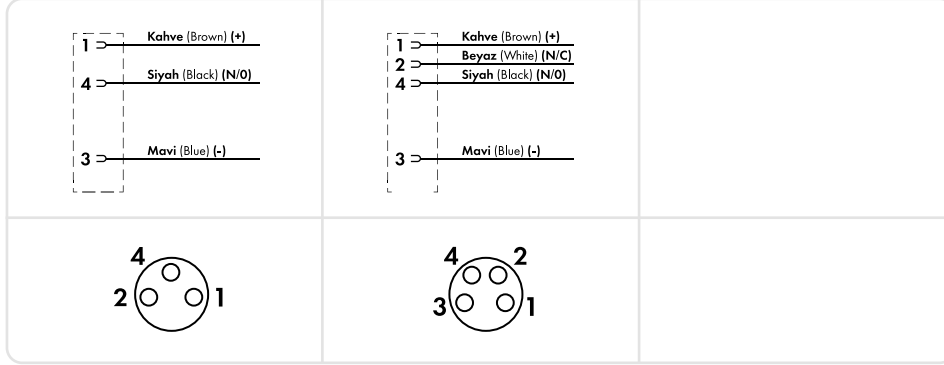 1 Kahve (Brown) (+)
4 Siyah (Black) (N/0)
3 Mavi (Blue) (-)
1 Kahve (Brown) (+)
2 Beyaz (White) (N/C)
4 Siyah (Black) (N/0)
3 Mavi (Blue) (-)
4
2 1
4 2
3 1